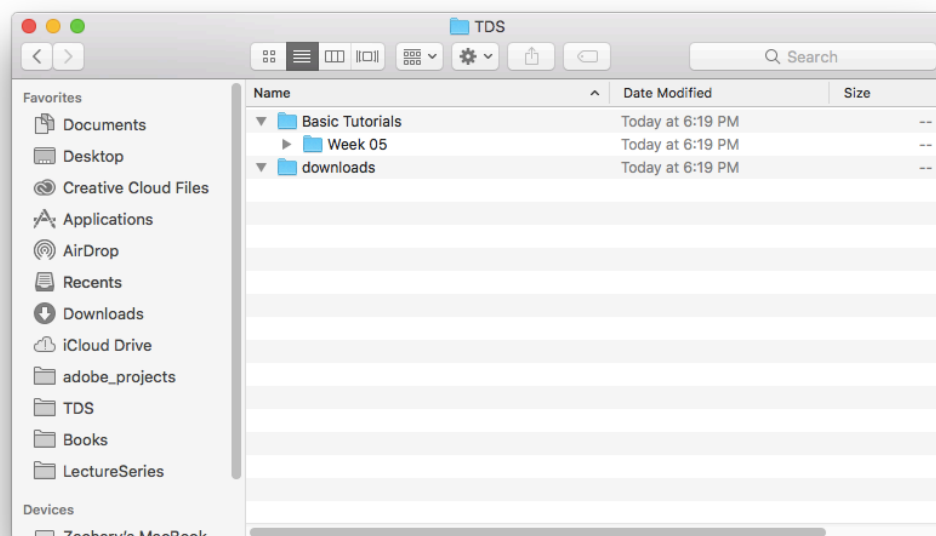 TDS
Search
Favorites
Documents
Desktop
Creative Cloud Files
Applications
AirDrop
Recents
Downloads
iCloud Drive
adobe_projects
TDS
Books
LectureSeries
Devices
Zachary's MacBook
Name Date Modified Size
Basic Tutorials Today at 6:19 PM --
Week 05 Today at 6:19 PM --
downloads Today at 6:19 PM --